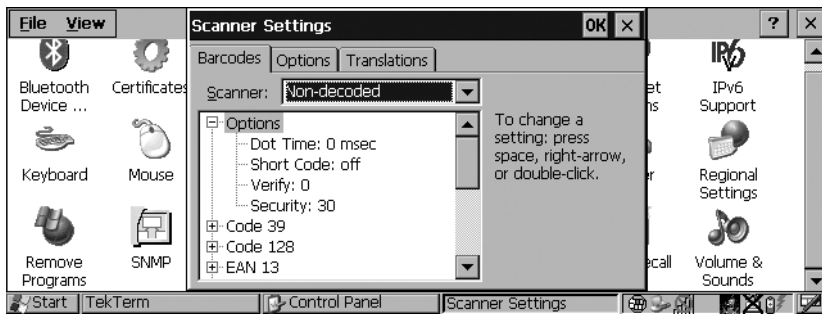 File View
Scanner Settings
OK
?
Barcodes Options Translations
Scanner: Non-decoded
Options
Dot Time: 0 msec
Short Code: off
Verify: 0
Security: 30
Code 39
Code 128
EAN 13
To change a
setting: press
space, right-arrow,
or double-click.
Bluetooth
Device ...
Certificates
IPv6
Support
Keyboard
Mouse
Regional
Settings
Remove
Programs
SNMP
Volume &
Sounds
Start TekTerm Control Panel Scanner Settings